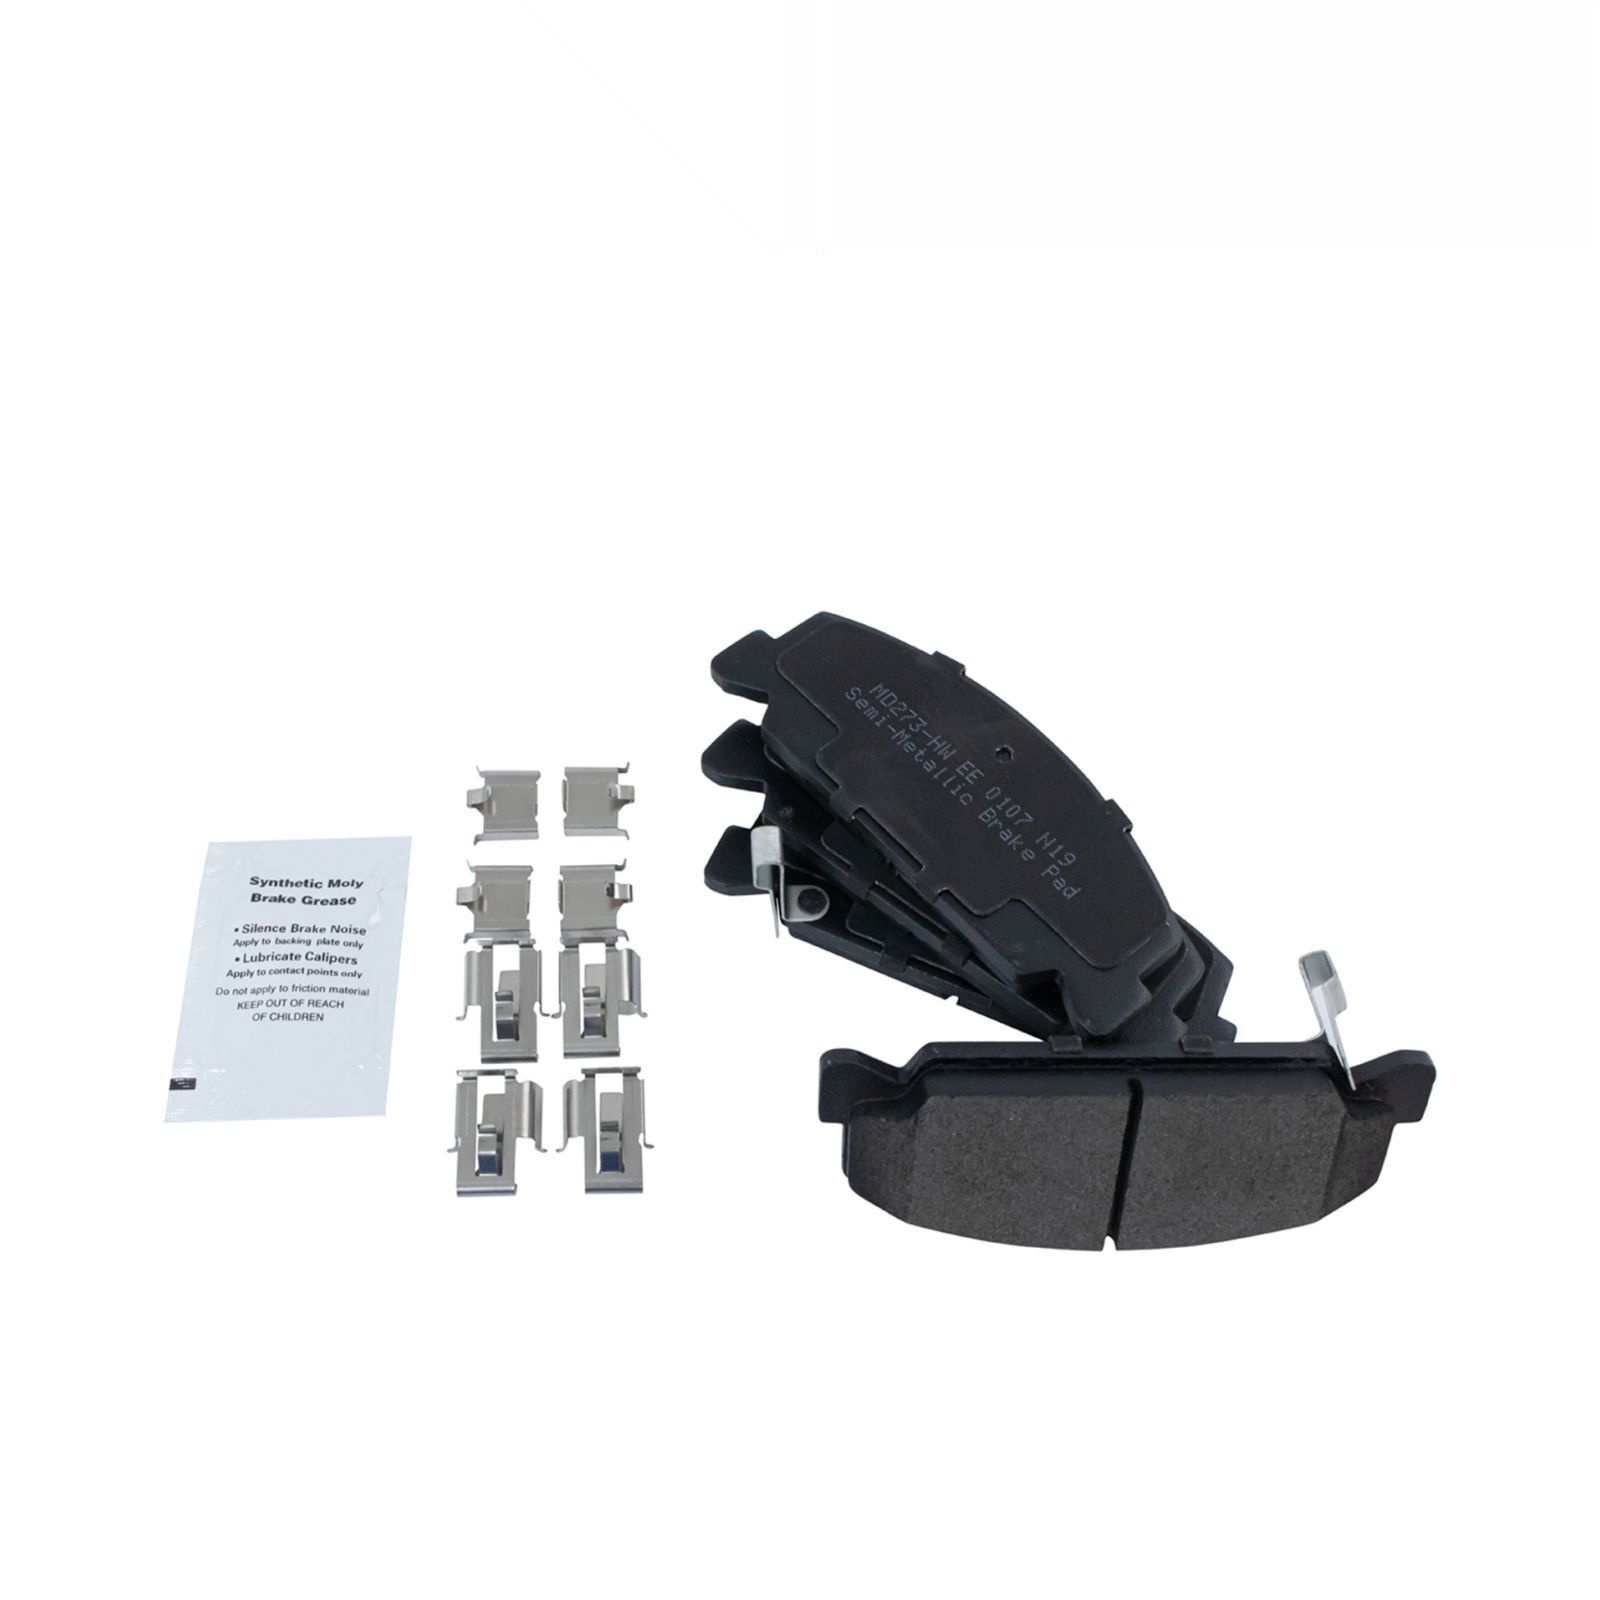 Synthetic Moly
Brake Grease
• Silence Brake Noise
Apply to backing plate only
• Lubricate Calipers
Apply to contact points only
Do not apply to friction material
KEEP OUT OF REACH
OF CHILDREN
MD273-HW EE 0107 N19
Semi-Metallic Brake Pad